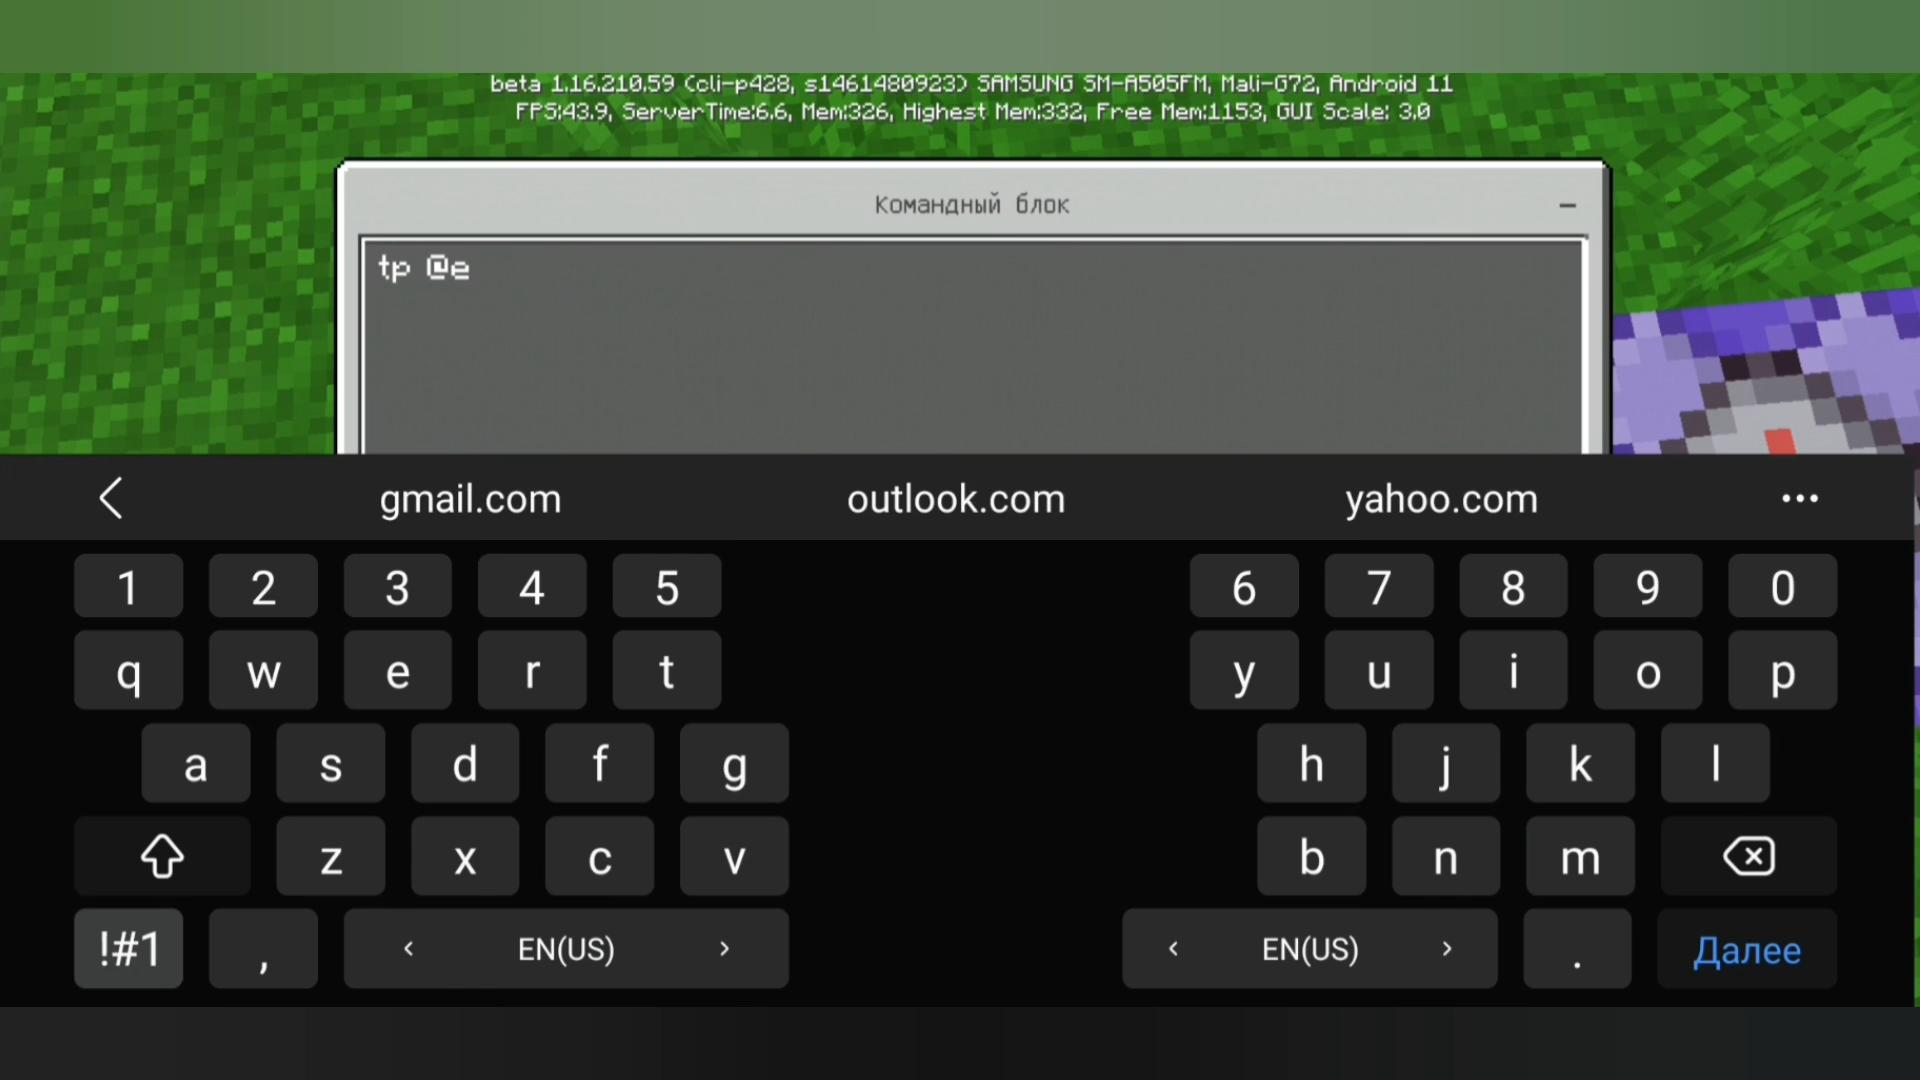 beta 1.16.210.59 (cli-p428, s1461480923) SAMSUNG SM-A505FM, Mali-G72, Android 11
FPS:43.9, ServerTime:6.6, Mem:326, Highest Mem:332, Free Mem:1153, GUI Scale: 3.0
Командный блок
tp @e
gmail.com outlook.com yahoo.com
1 2 3 4 5 6 7 8 9 0
q w e r t y u i o p
a s d f g h j k l
z x c v b n m
!#1 , < EN(US) > < EN(US) > . Далее